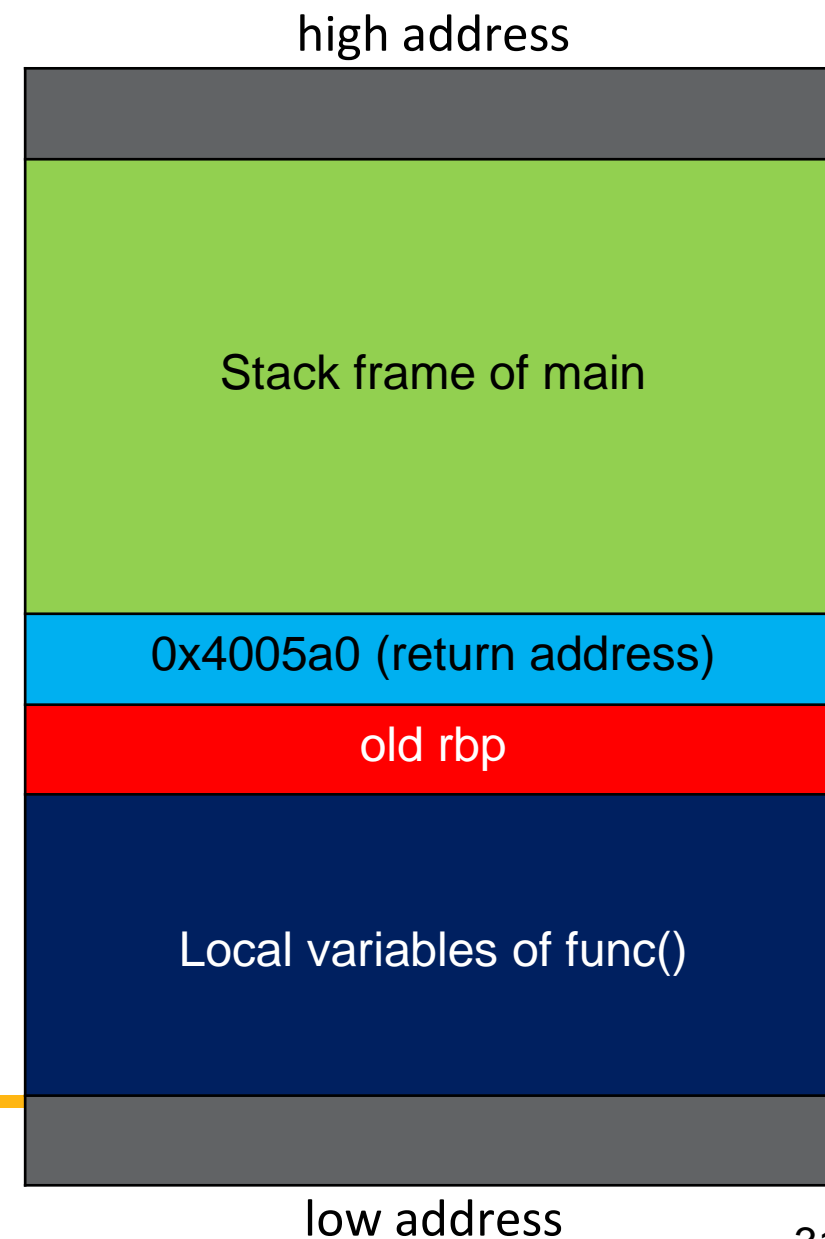 high address
Stack frame of main
0x4005a0 (return address)
old rbp
Local variables of func()
low address